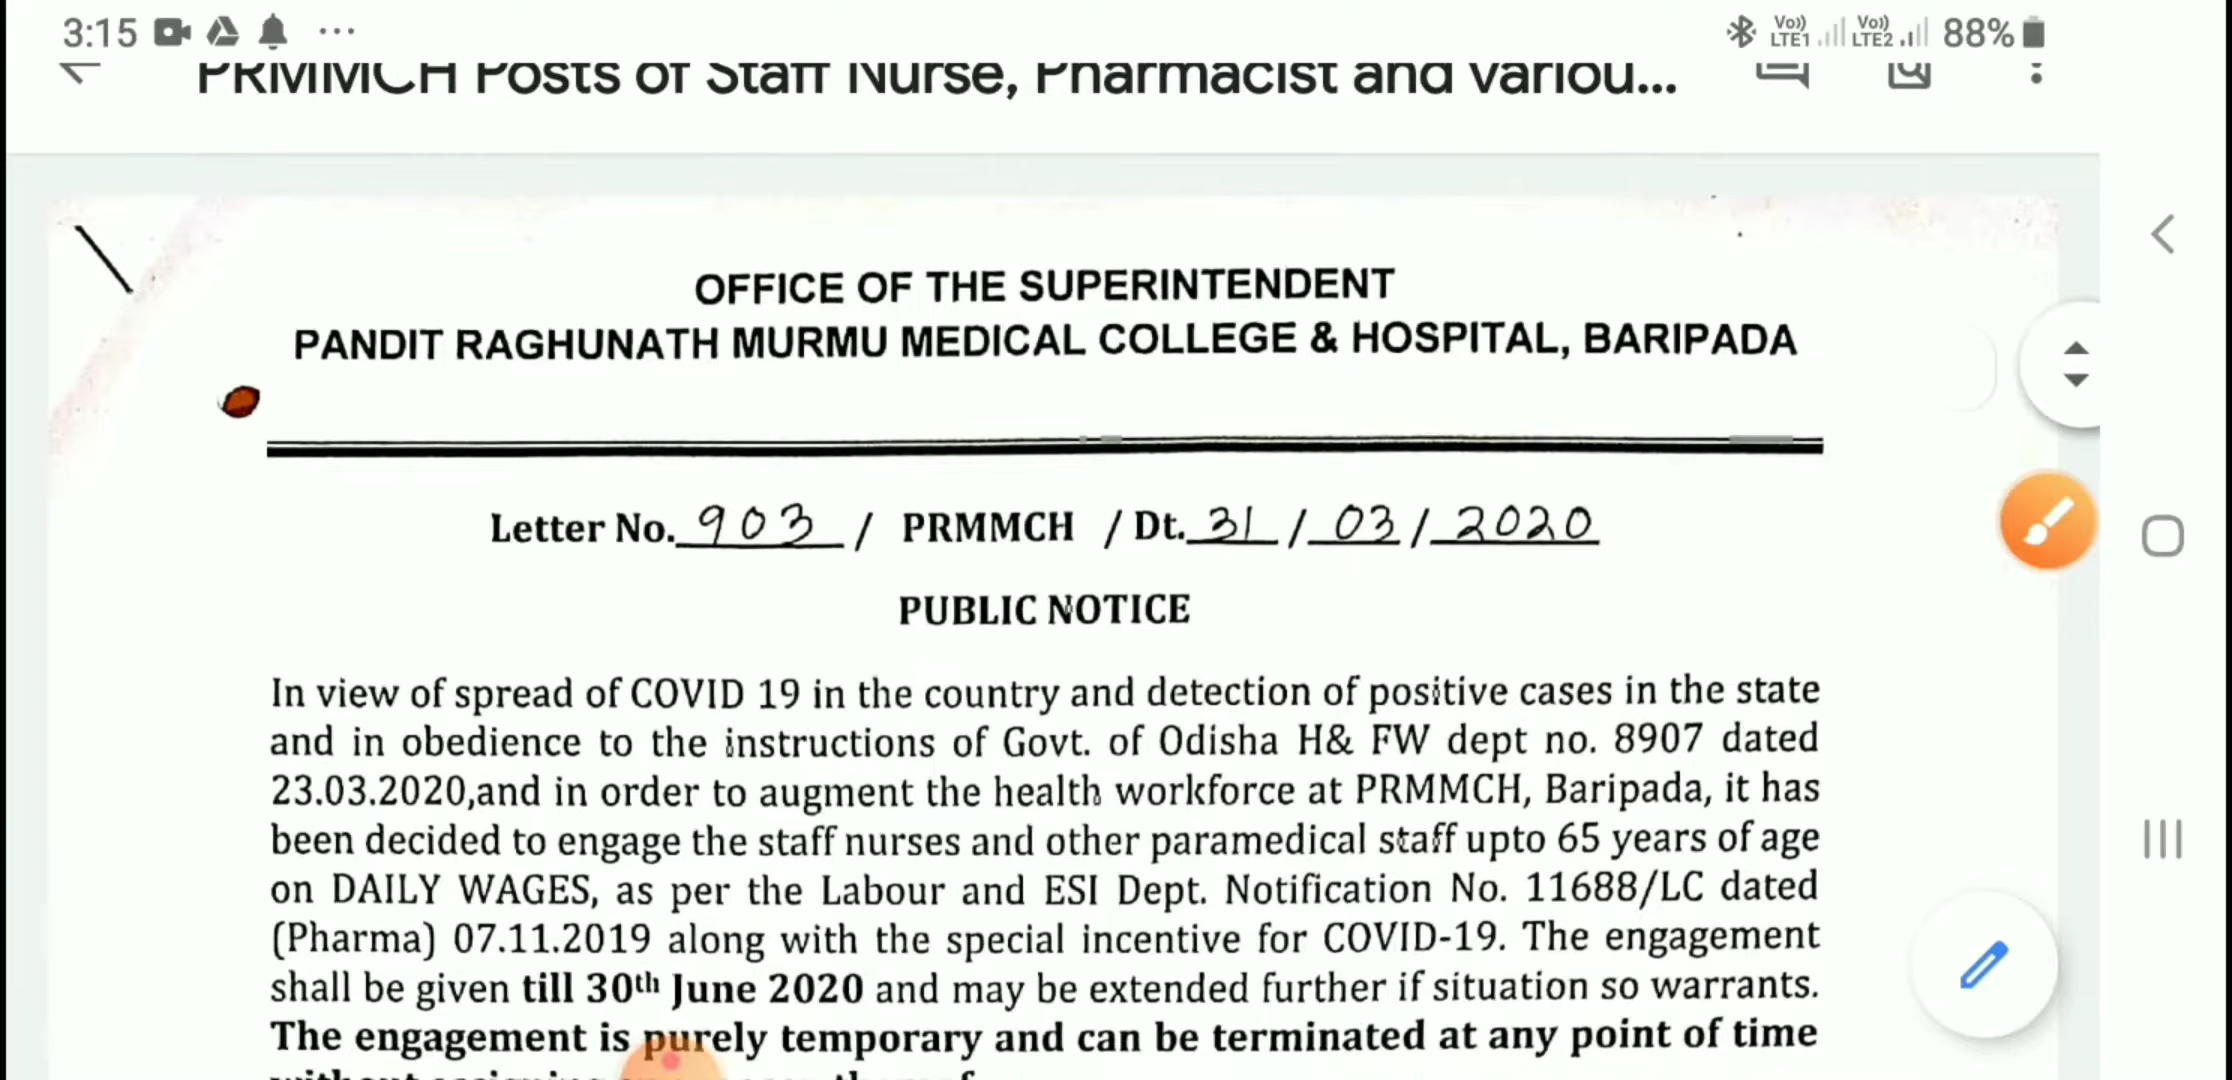 3:15 ... Vo)) LTE1 Vo)) LTE2 88%
PRMMCH Posts of Staff Nurse, Pharmacist and Variou...
OFFICE OF THE SUPERINTENDENT
PANDIT RAGHUNATH MURMU MEDICAL COLLEGE & HOSPITAL, BARIPADA
Letter No. 903 / PRMMCH / Dt. 31 / 03 / 2020
PUBLIC NOTICE
In view of spread of COVID 19 in the country and detection of positive cases in the state
and in obedience to the instructions of Govt. of Odisha H& FW dept no. 8907 dated
23.03.2020,and in order to augment the health workforce at PRMMCH, Baripada, it has
been decided to engage the staff nurses and other paramedical staff upto 65 years of age
on DAILY WAGES, as per the Labour and ESI Dept. Notification No. 11688/LC dated
(Pharma) 07.11.2019 along with the special incentive for COVID-19. The engagement
shall be given till 30th June 2020 and may be extended further if situation so warrants.
The engagement is purely temporary and can be terminated at any point of time